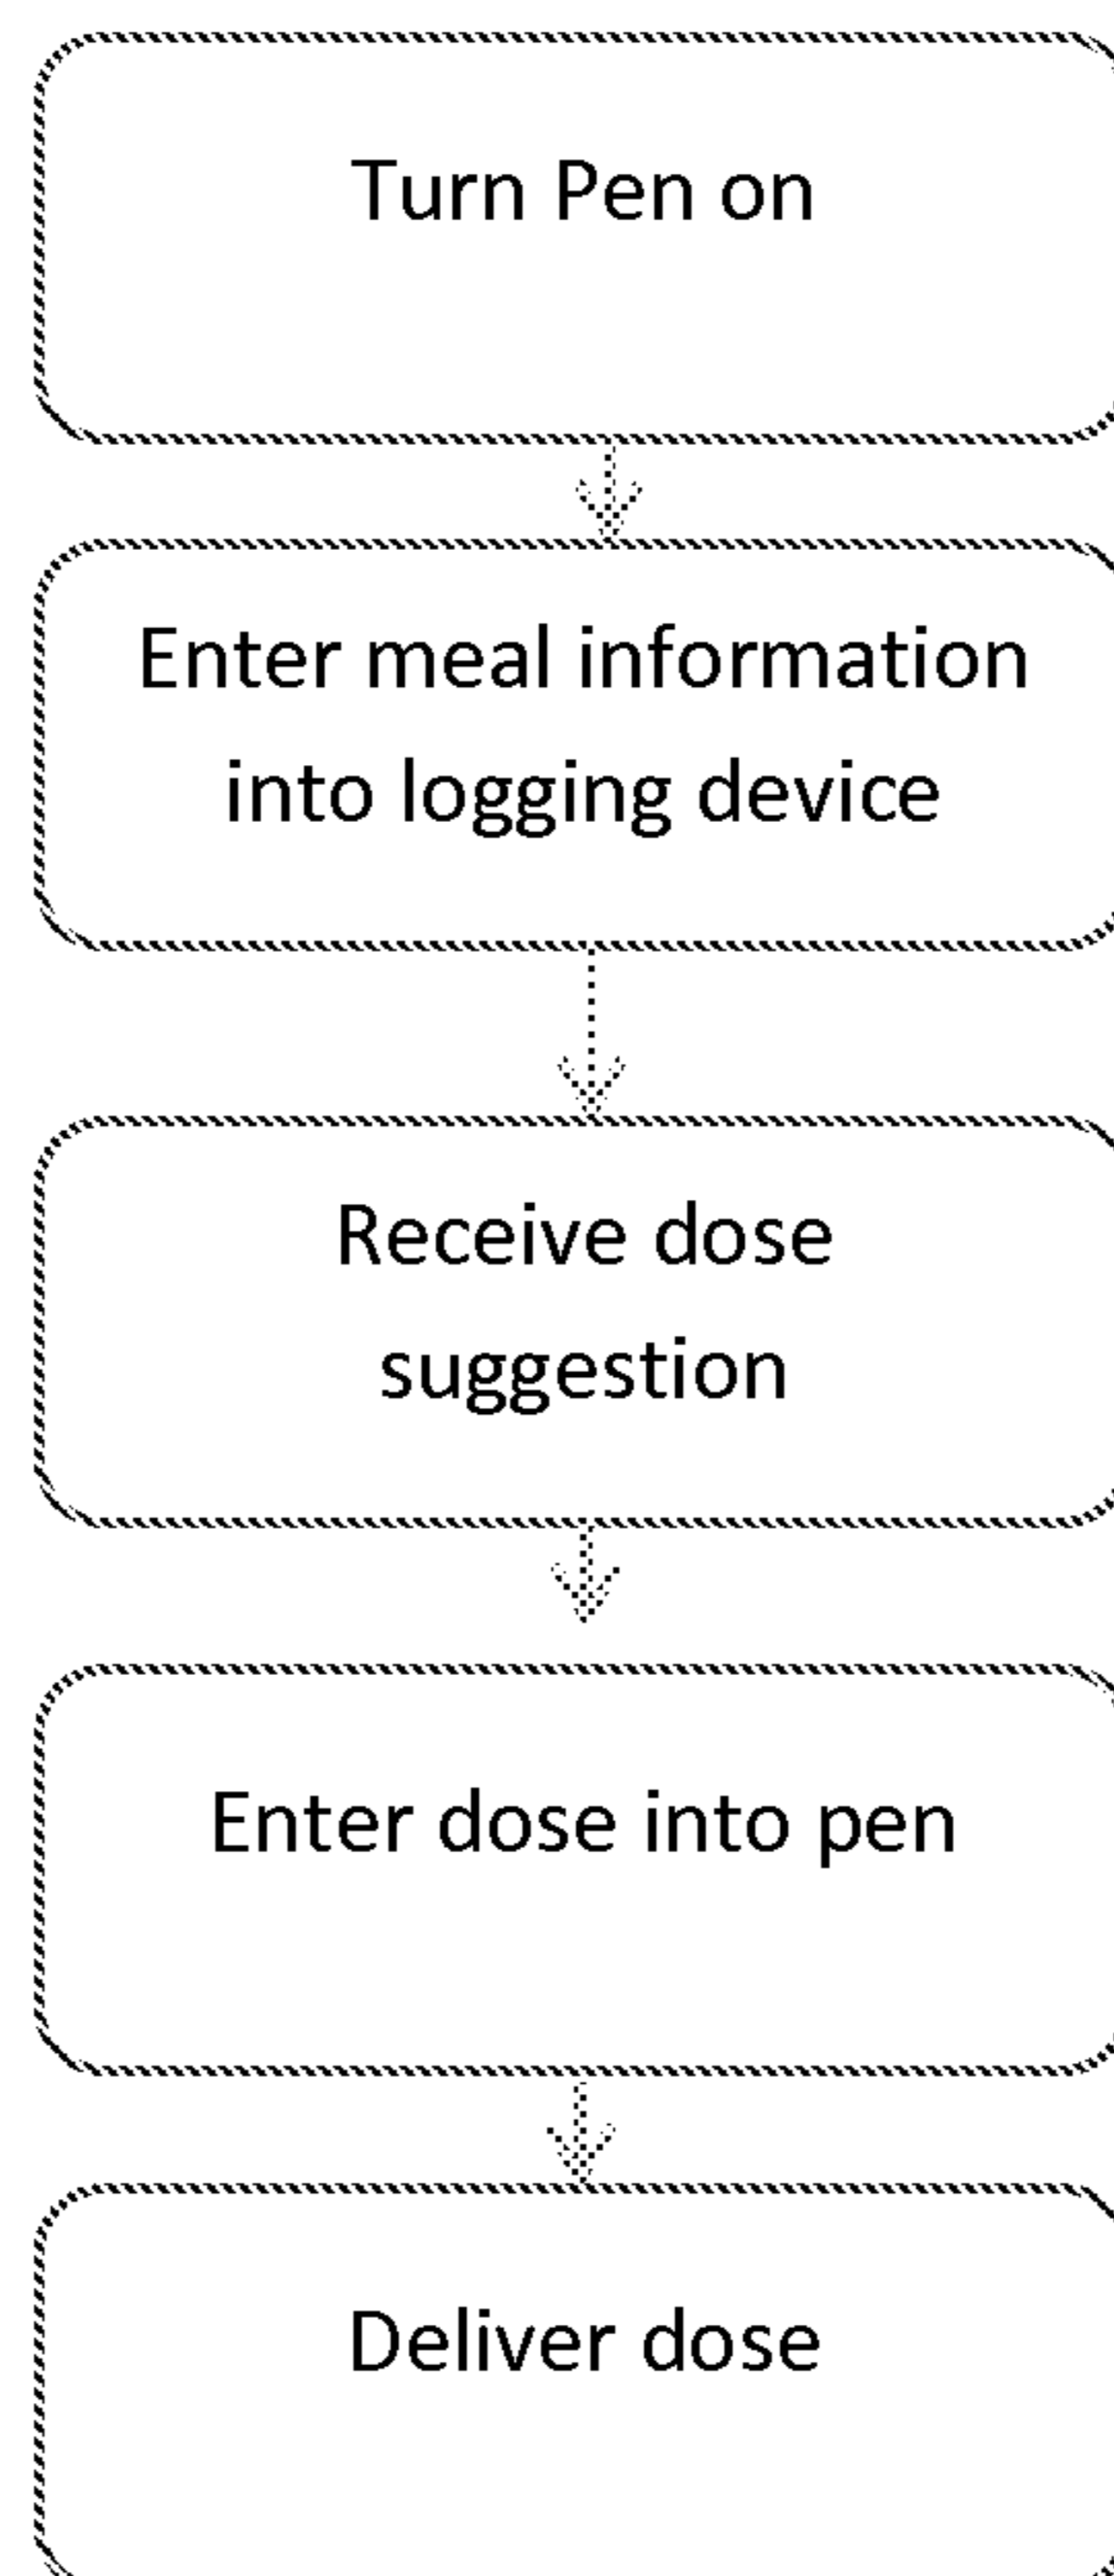 Turn Pen on
Enter meal information
into logging device
Receive dose
suggestion
Enter dose into pen
Deliver dose